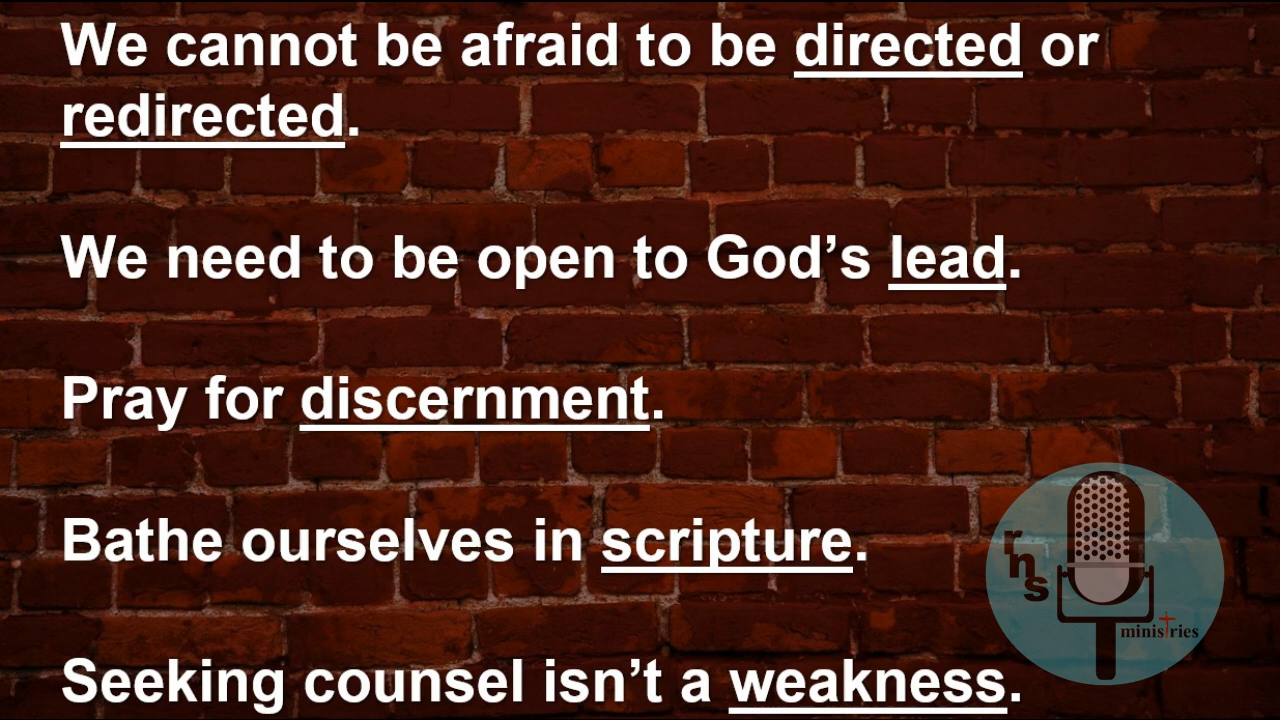 We cannot be afraid to be directed or
redirected.
We need to be open to God’s lead.
Pray for discernment.
Bathe ourselves in scripture.
Seeking counsel isn’t a weakness.
rns
ministries